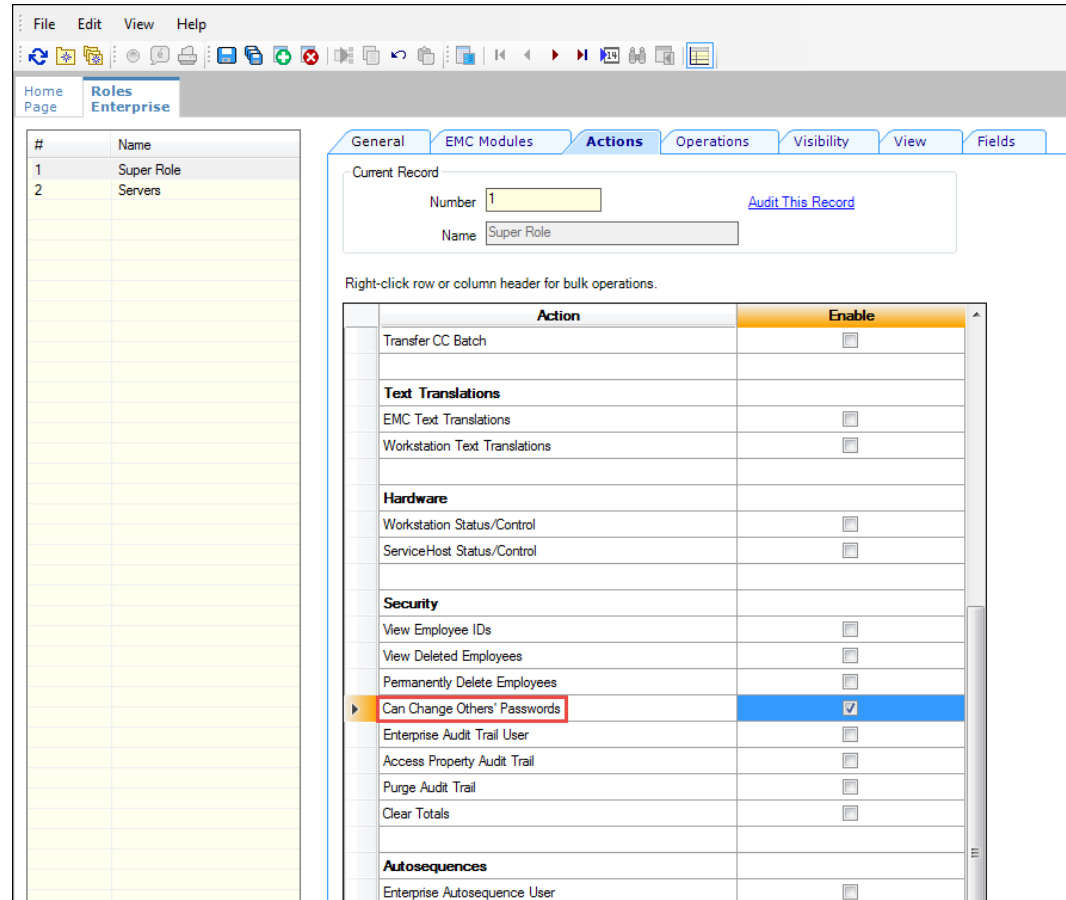 File Edit View Help
14
Home Page
Roles Enterprise
# Name
1 Super Role
2 Servers
General EMC Modules Actions Operations Visibility View Fields
Current Record
Number 1 Audit This Record
Name Super Role
Right-click row or column header for bulk operations.
Action Enable
Transfer CC Batch
Text Translations
EMC Text Translations
Workstation Text Translations
Hardware
Workstation Status/Control
ServiceHost Status/Control
Security
View Employee IDs
View Deleted Employees
Permanently Delete Employees
Can Change Others' Passwords
Enterprise Audit Trail User
Access Property Audit Trail
Purge Audit Trail
Clear Totals
Autosequences
Enterprise Autosequence User